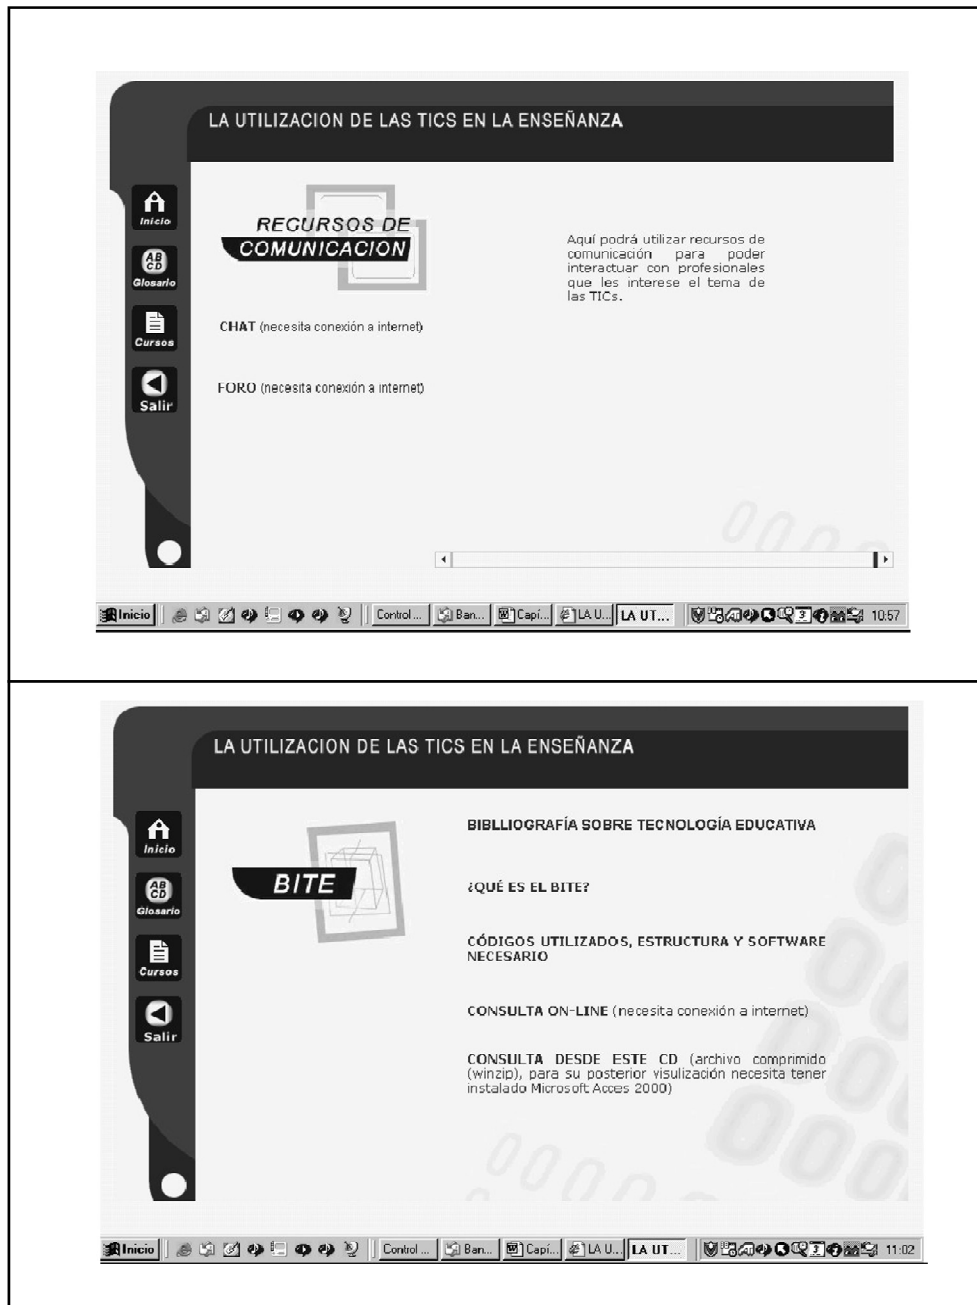 LA UTILIZACION DE LAS TICS EN LA ENSEÑANZA
Inicio
ABCD
Glosario
Cursos
Salir
RECURSOS DE
COMUNICACION
CHAT (necesita conexión a internet)
FORO (necesita conexión a internet)
Aquí podrá utilizar recursos de
comunicación para poder
interactuar con profesionales
que les interese el tema de
las TICs.
Inicio Control ... Ban... Capí... LA U... LA UT... 10:57
LA UTILIZACION DE LAS TICS EN LA ENSEÑANZA
Inicio
ABCD
Glosario
Cursos
Salir
BITE
BIBLLIOGRAFÍA SOBRE TECNOLOGÍA EDUCATIVA
¿QUÉ ES EL BITE?
CÓDIGOS UTILIZADOS, ESTRUCTURA Y SOFTWARE
NECESARIO
CONSULTA ON-LINE (necesita conexión a internet)
CONSULTA DESDE ESTE CD (archivo comprimido
(winzip), para su posterior visulización necesita tener
instalado Microsoft Acces 2000)
Inicio Control ... Ban... Capí... LA U... LA UT... 11:02